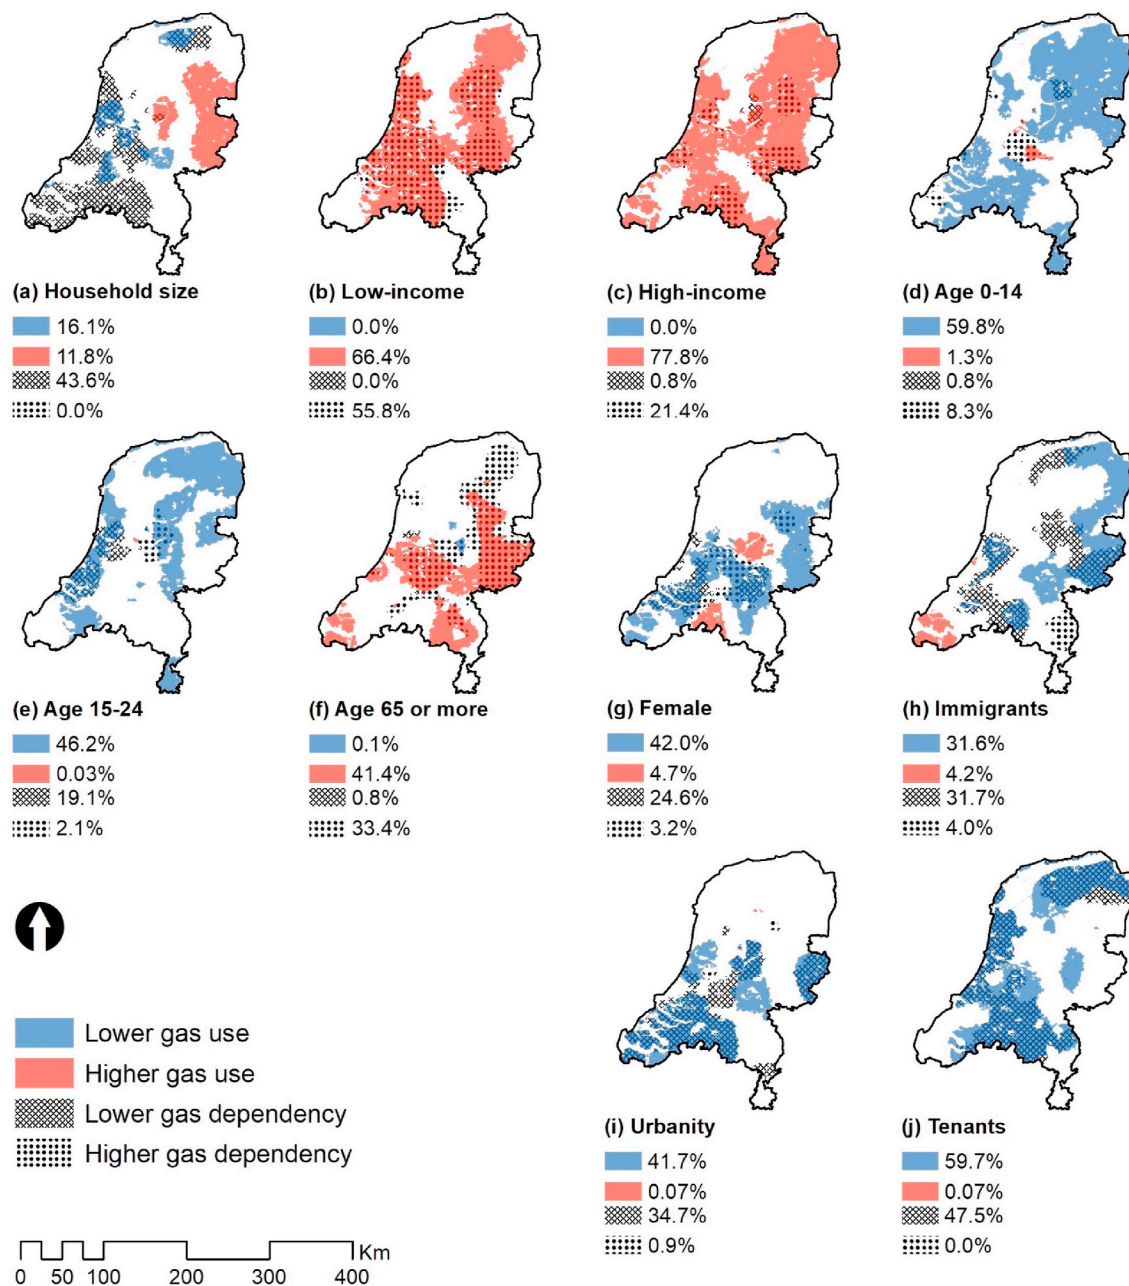 (a) Household size
16.1%
11.8%
43.6%
0.0%
(b) Low-income
0.0%
66.4%
0.0%
55.8%
(c) High-income
0.0%
77.8%
0.8%
21.4%
(d) Age 0-14
59.8%
1.3%
0.8%
8.3%
(e) Age 15-24
46.2%
0.03%
19.1%
2.1%
(f) Age 65 or more
0.1%
41.4%
0.8%
33.4%
(g) Female
42.0%
4.7%
24.6%
3.2%
(h) Immigrants
31.6%
4.2%
31.7%
4.0%
(i) Urbanity
41.7%
0.07%
34.7%
0.9%
(j) Tenants
59.7%
0.07%
47.5%
0.0%
Lower gas use
Higher gas use
Lower gas dependency
Higher gas dependency
Km
0 50 100 200 300 400